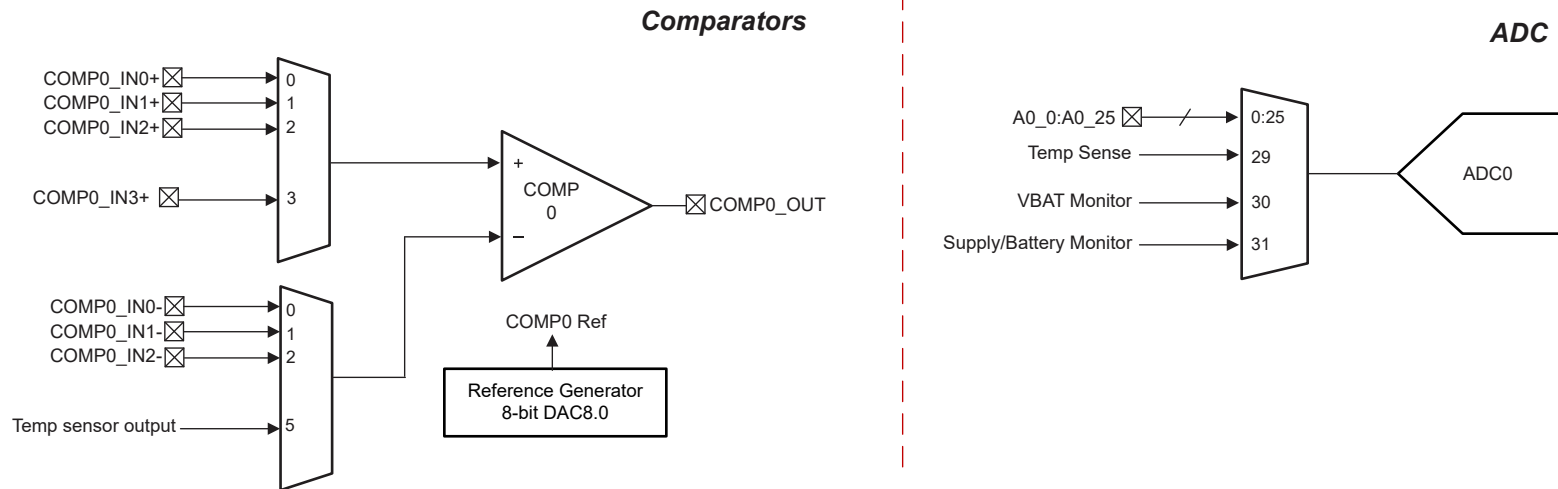 Comparators
COMP0_IN0+
0
COMP0_IN1+
1
COMP0_IN2+
2
COMP0_IN3+
3
+
COMP
0
−
COMP0_OUT
COMP0_IN0-
0
COMP0_IN1-
1
COMP0_IN2-
2
Temp sensor output
5
COMP0 Ref
Reference Generator
8-bit DAC8.0
ADC
A0_0:A0_25
0:25
Temp Sense
29
VBAT Monitor
30
Supply/Battery Monitor
31
ADC0